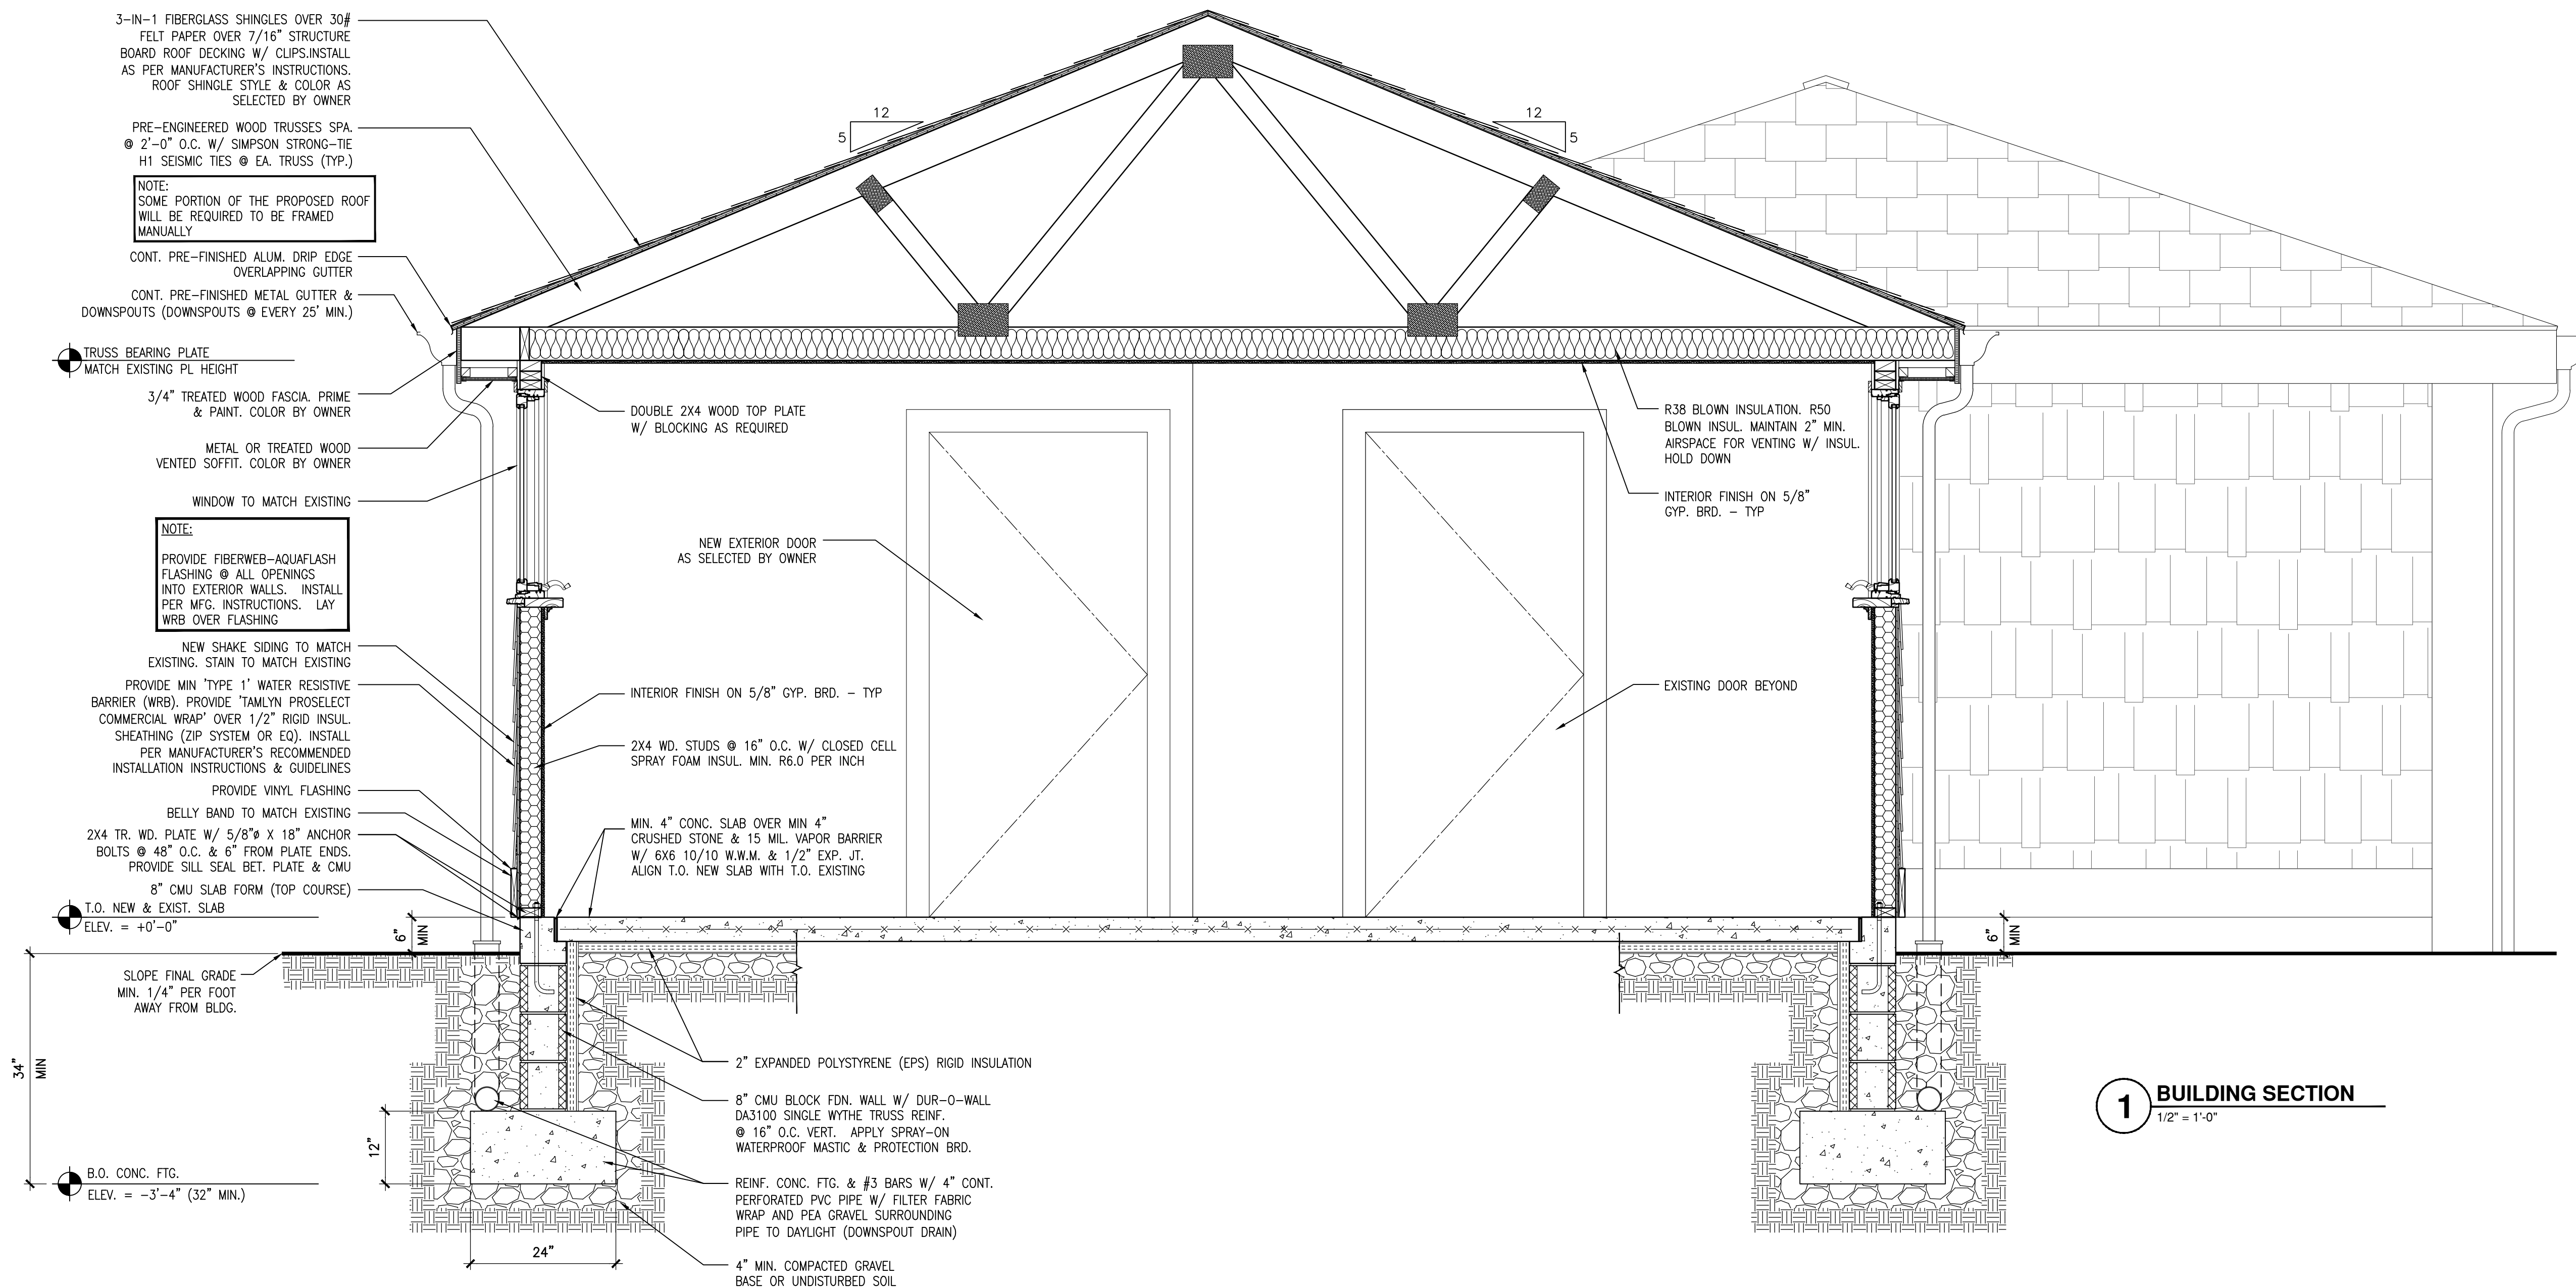 3-IN-1 FIBERGLASS SHINGLES OVER 30#
FELT PAPER OVER 7/16" STRUCTURE
BOARD ROOF DECKING W/ CLIPS.INSTALL
AS PER MANUFACTURER'S INSTRUCTIONS.
ROOF SHINGLE STYLE & COLOR AS
SELECTED BY OWNER
PRE-ENGINEERED WOOD TRUSSES SPA.
@ 2'-0" O.C. W/ SIMPSON STRONG-TIE
H1 SEISMIC TIES @ EA. TRUSS (TYP.)
NOTE:
SOME PORTION OF THE PROPOSED ROOF
WILL BE REQUIRED TO BE FRAMED
MANUALLY
CONT. PRE-FINISHED ALUM. DRIP EDGE
OVERLAPPING GUTTER
CONT. PRE-FINISHED METAL GUTTER &
DOWNSPOUTS (DOWNSPOUTS @ EVERY 25' MIN.)
TRUSS BEARING PLATE
MATCH EXISTING PL HEIGHT
3/4" TREATED WOOD FASCIA. PRIME
& PAINT. COLOR BY OWNER
METAL OR TREATED WOOD
VENTED SOFFIT. COLOR BY OWNER
WINDOW TO MATCH EXISTING
NOTE:
PROVIDE FIBERWEB-AQUAFLASH
FLASHING @ ALL OPENINGS
INTO EXTERIOR WALLS. INSTALL
PER MFG. INSTRUCTIONS. LAY
WRB OVER FLASHING
NEW SHAKE SIDING TO MATCH
EXISTING. STAIN TO MATCH EXISTING
PROVIDE MIN 'TYPE 1' WATER RESISTIVE
BARRIER (WRB). PROVIDE 'TAMLYN PROSELECT
COMMERCIAL WRAP' OVER 1/2" RIGID INSUL.
SHEATHING (ZIP SYSTEM OR EQ). INSTALL
PER MANUFACTURER'S RECOMMENDED
INSTALLATION INSTRUCTIONS & GUIDELINES
PROVIDE VINYL FLASHING
BELLY BAND TO MATCH EXISTING
2X4 TR. WD. PLATE W/ 5/8"ø X 18" ANCHOR
BOLTS @ 48" O.C. & 6" FROM PLATE ENDS.
PROVIDE SILL SEAL BET. PLATE & CMU
8" CMU SLAB FORM (TOP COURSE)
T.O. NEW & EXIST. SLAB
ELEV. = +0'-0"
6"
MIN
SLOPE FINAL GRADE
MIN. 1/4" PER FOOT
AWAY FROM BLDG.
34"
MIN
12"
B.O. CONC. FTG.
ELEV. = -3'-4" (32" MIN.)
24"
12
5
12
5
DOUBLE 2X4 WOOD TOP PLATE
W/ BLOCKING AS REQUIRED
NEW EXTERIOR DOOR
AS SELECTED BY OWNER
INTERIOR FINISH ON 5/8" GYP. BRD. - TYP
2X4 WD. STUDS @ 16" O.C. W/ CLOSED CELL
SPRAY FOAM INSUL. MIN. R6.0 PER INCH
MIN. 4" CONC. SLAB OVER MIN 4"
CRUSHED STONE & 15 MIL. VAPOR BARRIER
W/ 6X6 10/10 W.W.M. & 1/2" EXP. JT.
ALIGN T.O. NEW SLAB WITH T.O. EXISTING
2" EXPANDED POLYSTYRENE (EPS) RIGID INSULATION
8" CMU BLOCK FDN. WALL W/ DUR-O-WALL
DA3100 SINGLE WYTHE TRUSS REINF.
@ 16" O.C. VERT. APPLY SPRAY-ON
WATERPROOF MASTIC & PROTECTION BRD.
REINF. CONC. FTG. & #3 BARS W/ 4" CONT.
PERFORATED PVC PIPE W/ FILTER FABRIC
WRAP AND PEA GRAVEL SURROUNDING
PIPE TO DAYLIGHT (DOWNSPOUT DRAIN)
4" MIN. COMPACTED GRAVEL
BASE OR UNDISTURBED SOIL
R38 BLOWN INSULATION. R50
BLOWN INSUL. MAINTAIN 2" MIN.
AIRSPACE FOR VENTING W/ INSUL.
HOLD DOWN
INTERIOR FINISH ON 5/8"
GYP. BRD. - TYP
EXISTING DOOR BEYOND
6"
MIN
1
BUILDING SECTION
1/2" = 1'-0"